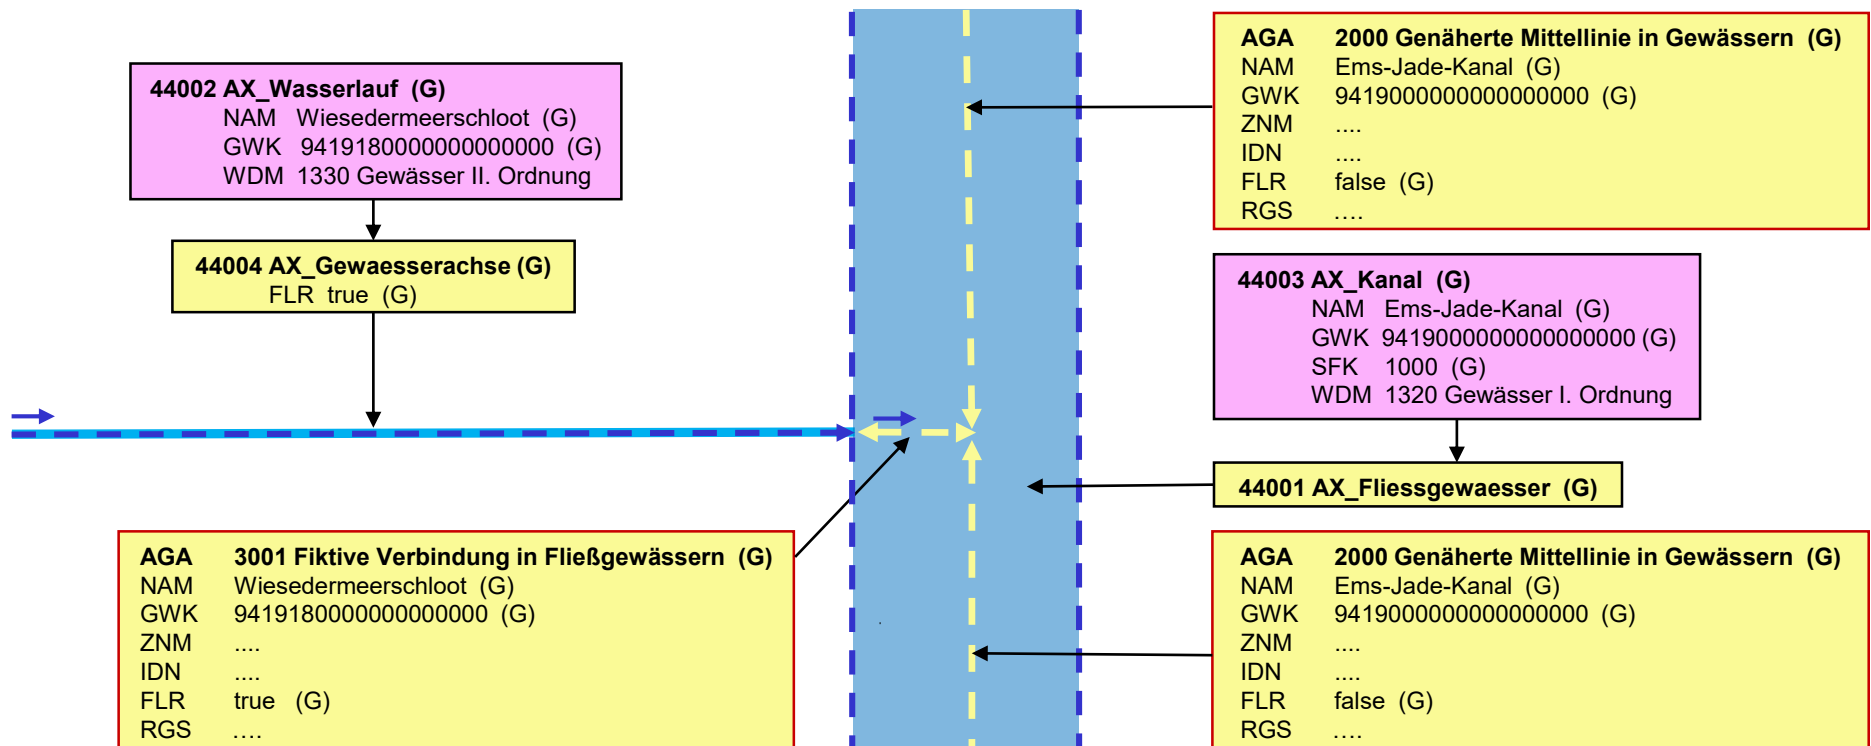 44002 AX_Wasserlauf (G)
NAM Wiesedermeerschloot (G)
GWK 9419180000000000000 (G)
WDM 1330 Gewässer II. Ordnung
44004 AX_Gewaesserachse (G)
FLR true (G)
AGA 3001 Fiktive Verbindung in Fließgewässern (G)
NAM Wiesedermeerschloot (G)
GWK 9419180000000000000 (G)
ZNM ....
IDN ....
FLR true (G)
RGS ....
AGA 2000 Genäherte Mittellinie in Gewässern (G)
NAM Ems-Jade-Kanal (G)
GWK 9419000000000000000 (G)
ZNM ....
IDN ....
FLR false (G)
RGS ....
44003 AX_Kanal (G)
NAM Ems-Jade-Kanal (G)
GWK 9419000000000000000 (G)
SFK 1000 (G)
WDM 1320 Gewässer I. Ordnung
44001 AX_Fliessgewaesser (G)
AGA 2000 Genäherte Mittellinie in Gewässern (G)
NAM Ems-Jade-Kanal (G)
GWK 9419000000000000000 (G)
ZNM ....
IDN ....
FLR false (G)
RGS ....